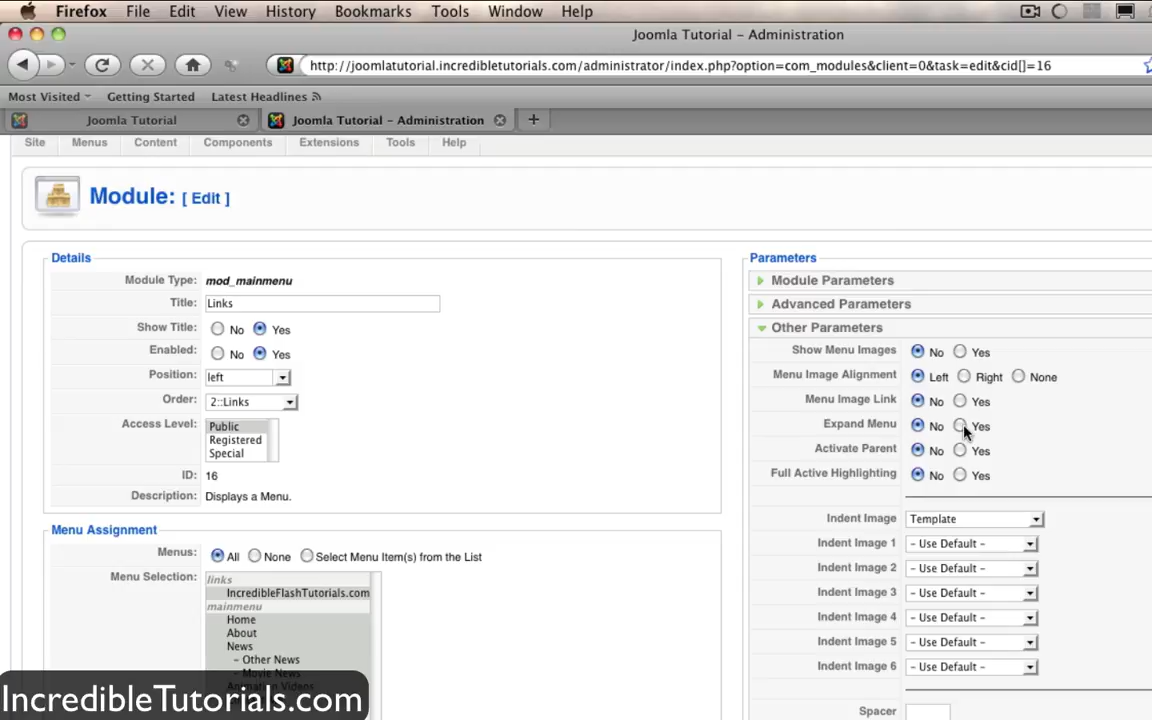 Firefox File Edit View History Bookmarks Tools Window Help
Joomla Tutorial – Administration
http://joomlatutorial.incredibletutorials.com/administrator/index.php?option=com_modules&client=0&task=edit&cid[]=16
Most Visited Getting Started Latest Headlines
Joomla Tutorial Joomla Tutorial – Administration
Site Menus Content Components Extensions Tools Help
Module: [ Edit ]
Details
Module Type: mod_mainmenu
Title: Links
Show Title: No Yes
Enabled: No Yes
Position: left
Order: 2::Links
Access Level: Public
Registered
Special
ID: 16
Description: Displays a Menu.
Menu Assignment
Menus: All None Select Menu Item(s) from the List
Menu Selection: links
IncredibleFlashTutorials.com
mainmenu
Home
About
News
- Other News
- Movie News
Animation Videos
Parameters
Module Parameters
Advanced Parameters
Other Parameters
Show Menu Images No Yes
Menu Image Alignment Left Right None
Menu Image Link No Yes
Expand Menu No Yes
Activate Parent No Yes
Full Active Highlighting No Yes
Indent Image Template
Indent Image 1 - Use Default -
Indent Image 2 - Use Default -
Indent Image 3 - Use Default -
Indent Image 4 - Use Default -
Indent Image 5 - Use Default -
Indent Image 6 - Use Default -
Spacer
IncredibleTutorials.com